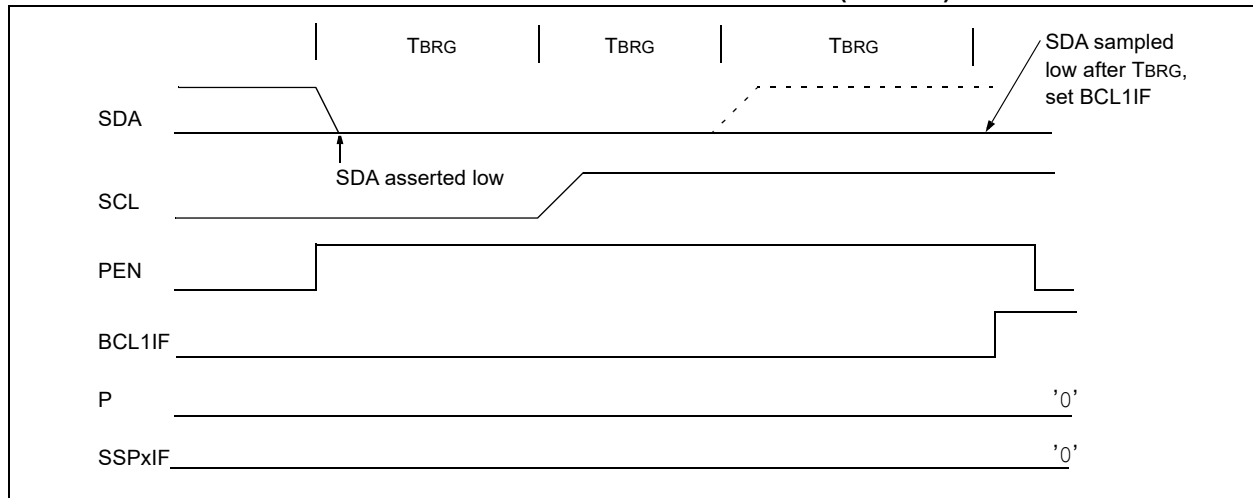 TBRG TBRG TBRG
SDA sampled
low after TBRG,
set BCL1IF
SDA
SDA asserted low
SCL
PEN
BCL1IF
P '0'
SSPxIF '0'